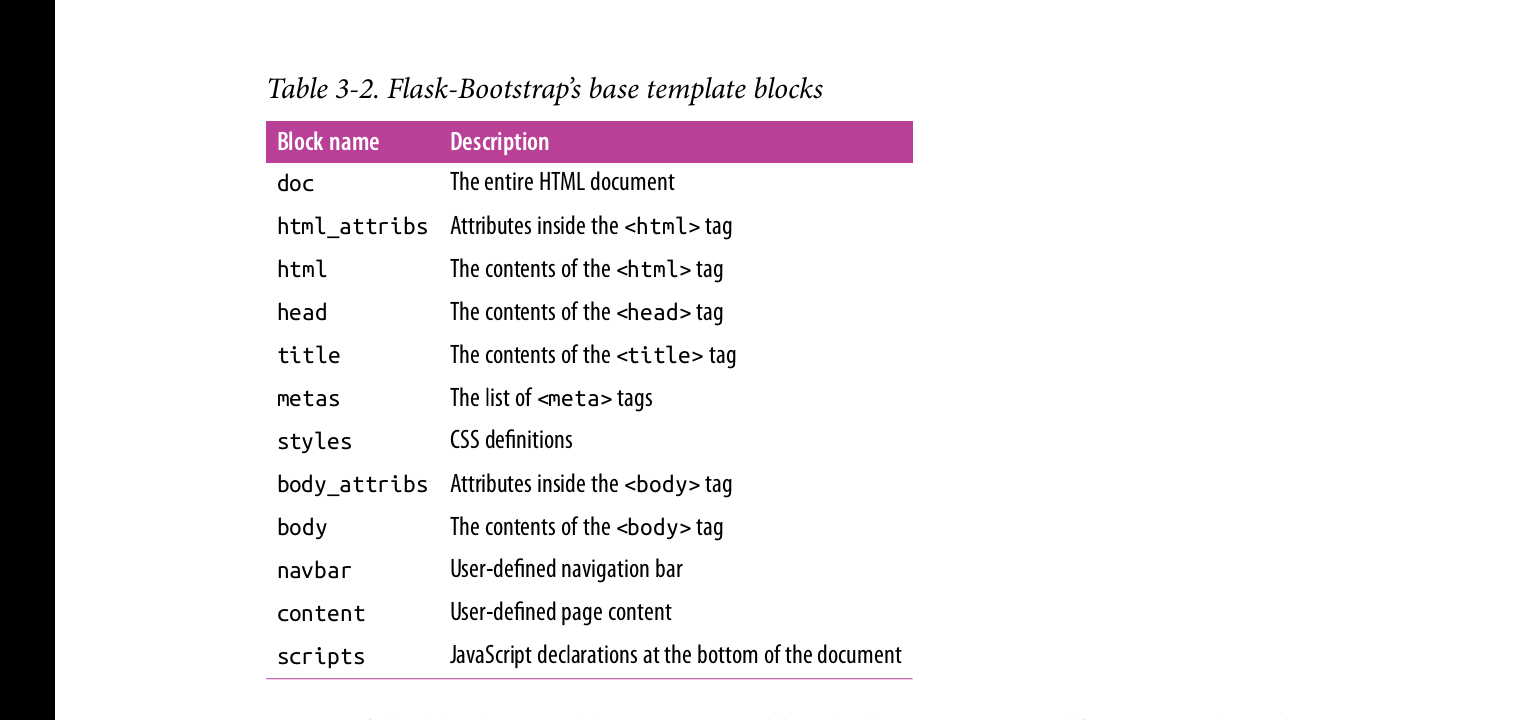 Table 3-2. Flask-Bootstrap’s base template blocks
Block name Description
doc The entire HTML document
html_attribs Attributes inside the <html> tag
html The contents of the <html> tag
head The contents of the <head> tag
title The contents of the <title> tag
metas The list of <meta> tags
styles CSS definitions
body_attribs Attributes inside the <body> tag
body The contents of the <body> tag
navbar User-defined navigation bar
content User-defined page content
scripts JavaScript declarations at the bottom of the document